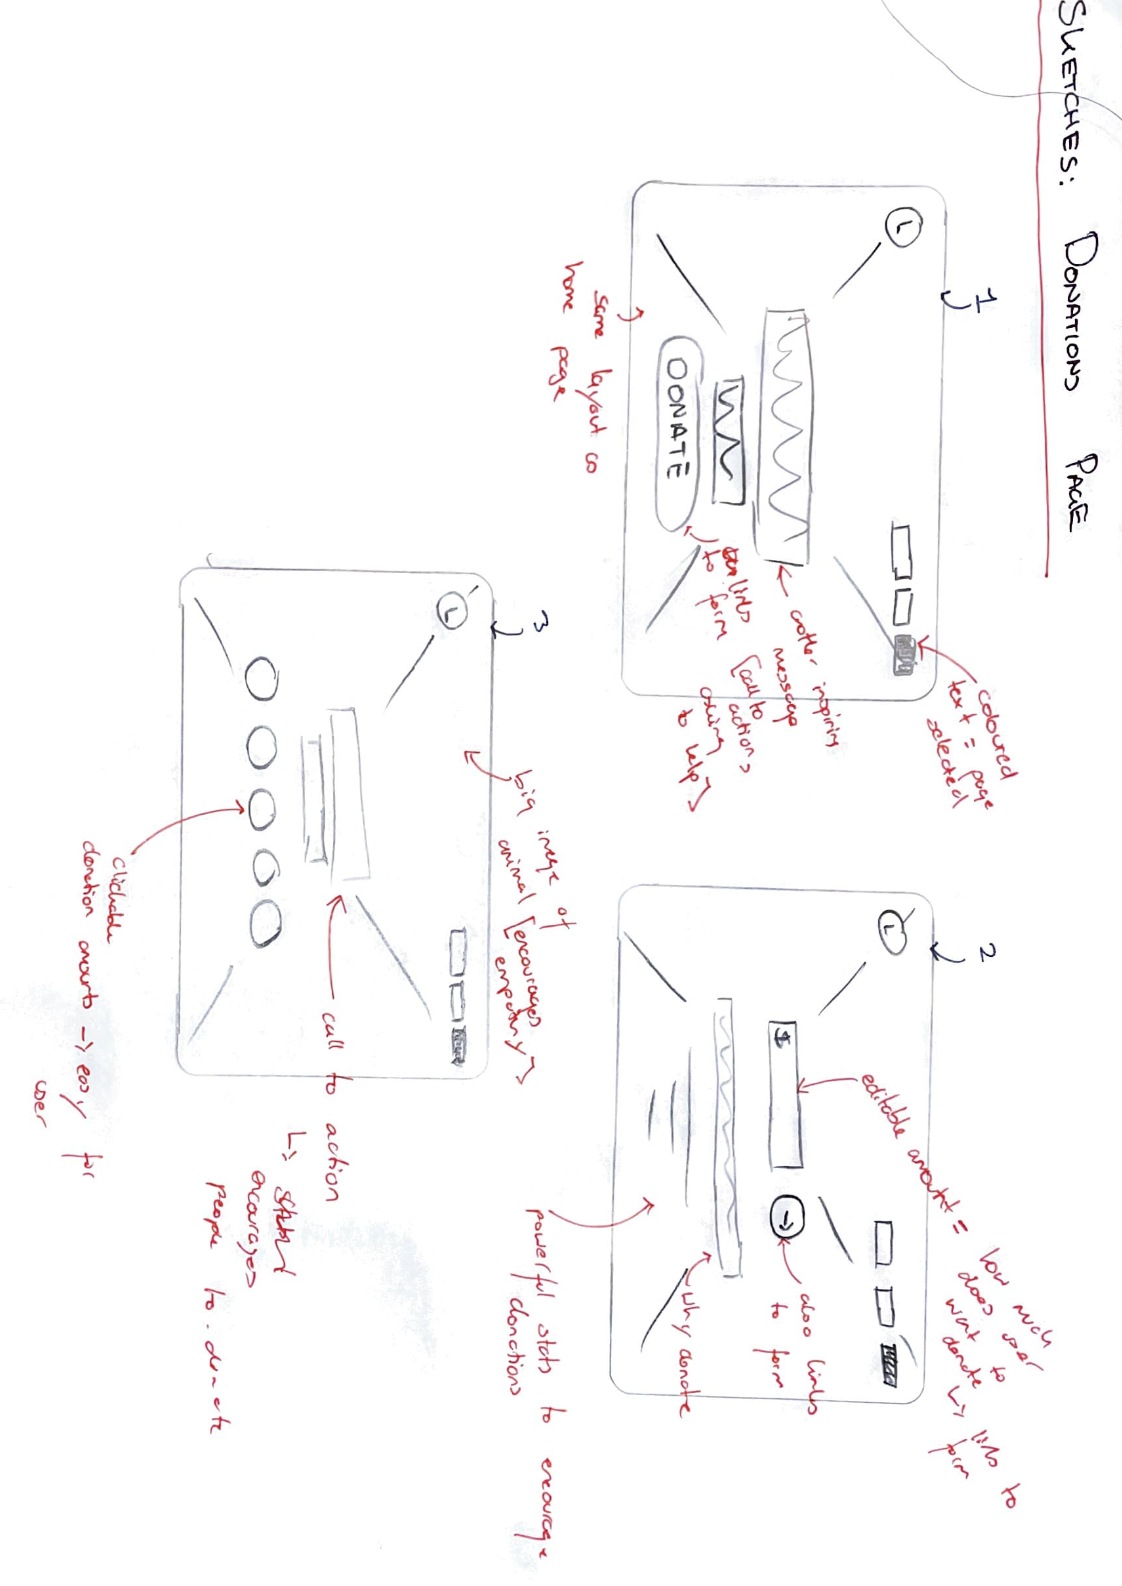 SKETCHES: DONATIONS PAGE
1
L
coloured
text = page
selected
another inspiring
message
DONATE
links
to form [call to
action,
asking
to help]
same layout as
home page
2
L
$
editable amount = how much
does user
want to
donate ↳ links to
form
→
also links
to form
why donate
powerful stats to encourage
donations
3
L
big image of
animal [encourages
empathy]
call to action
↳
encourages
people to donate
clickable
donation amounts → easy for
user